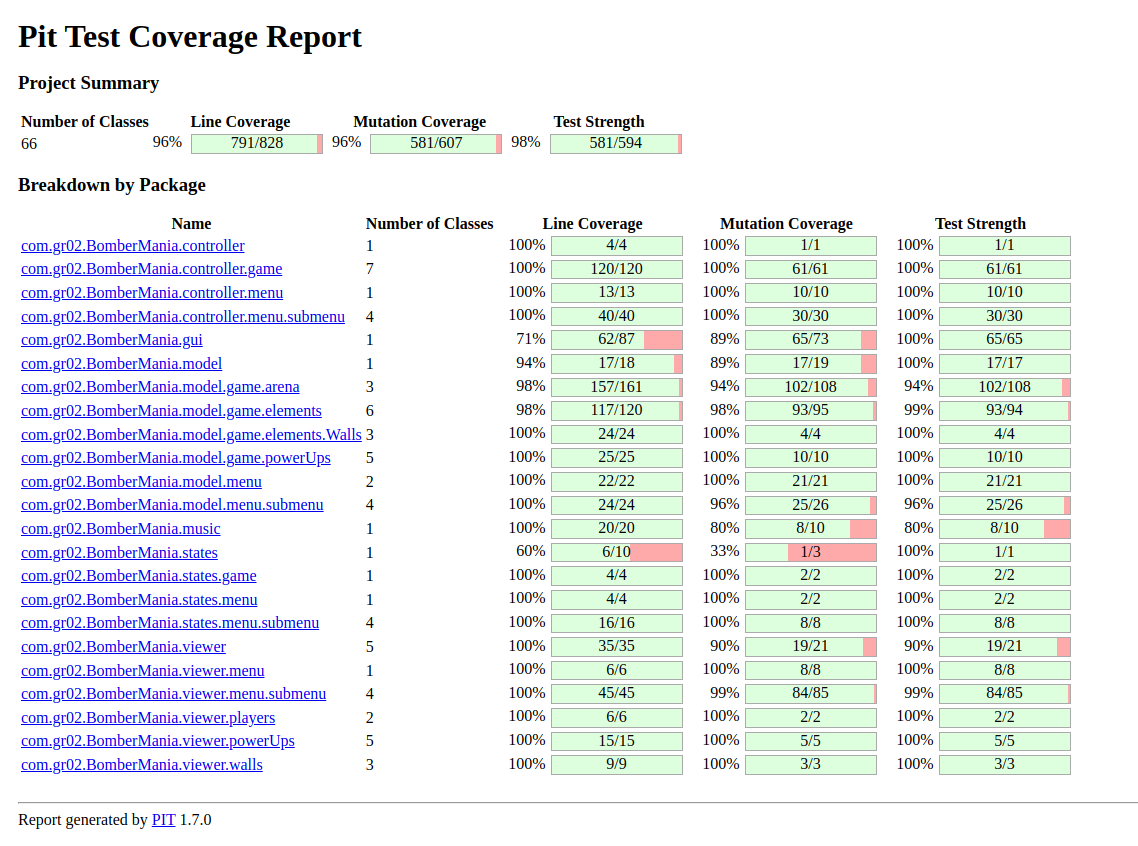 Pit Test Coverage Report
Project Summary
Number of Classes Line Coverage Mutation Coverage Test Strength
66 96% 791/828 96% 581/607 98% 581/594
Breakdown by Package
Name Number of Classes Line Coverage Mutation Coverage Test Strength
com.gr02.BomberMania.controller 1 100% 4/4 100% 1/1 100% 1/1
com.gr02.BomberMania.controller.game 7 100% 120/120 100% 61/61 100% 61/61
com.gr02.BomberMania.controller.menu 1 100% 13/13 100% 10/10 100% 10/10
com.gr02.BomberMania.controller.menu.submenu 4 100% 40/40 100% 30/30 100% 30/30
com.gr02.BomberMania.gui 1 71% 62/87 89% 65/73 100% 65/65
com.gr02.BomberMania.model 1 94% 17/18 89% 17/19 100% 17/17
com.gr02.BomberMania.model.game.arena 3 98% 157/161 94% 102/108 94% 102/108
com.gr02.BomberMania.model.game.elements 6 98% 117/120 98% 93/95 99% 93/94
com.gr02.BomberMania.model.game.elements.Walls 3 100% 24/24 100% 4/4 100% 4/4
com.gr02.BomberMania.model.game.powerUps 5 100% 25/25 100% 10/10 100% 10/10
com.gr02.BomberMania.model.menu 2 100% 22/22 100% 21/21 100% 21/21
com.gr02.BomberMania.model.menu.submenu 4 100% 24/24 96% 25/26 96% 25/26
com.gr02.BomberMania.music 1 100% 20/20 80% 8/10 80% 8/10
com.gr02.BomberMania.states 1 60% 6/10 33% 1/3 100% 1/1
com.gr02.BomberMania.states.game 1 100% 4/4 100% 2/2 100% 2/2
com.gr02.BomberMania.states.menu 1 100% 4/4 100% 2/2 100% 2/2
com.gr02.BomberMania.states.menu.submenu 4 100% 16/16 100% 8/8 100% 8/8
com.gr02.BomberMania.viewer 5 100% 35/35 90% 19/21 90% 19/21
com.gr02.BomberMania.viewer.menu 1 100% 6/6 100% 8/8 100% 8/8
com.gr02.BomberMania.viewer.menu.submenu 4 100% 45/45 99% 84/85 99% 84/85
com.gr02.BomberMania.viewer.players 2 100% 6/6 100% 2/2 100% 2/2
com.gr02.BomberMania.viewer.powerUps 5 100% 15/15 100% 5/5 100% 5/5
com.gr02.BomberMania.viewer.walls 3 100% 9/9 100% 3/3 100% 3/3
Report generated by PIT 1.7.0